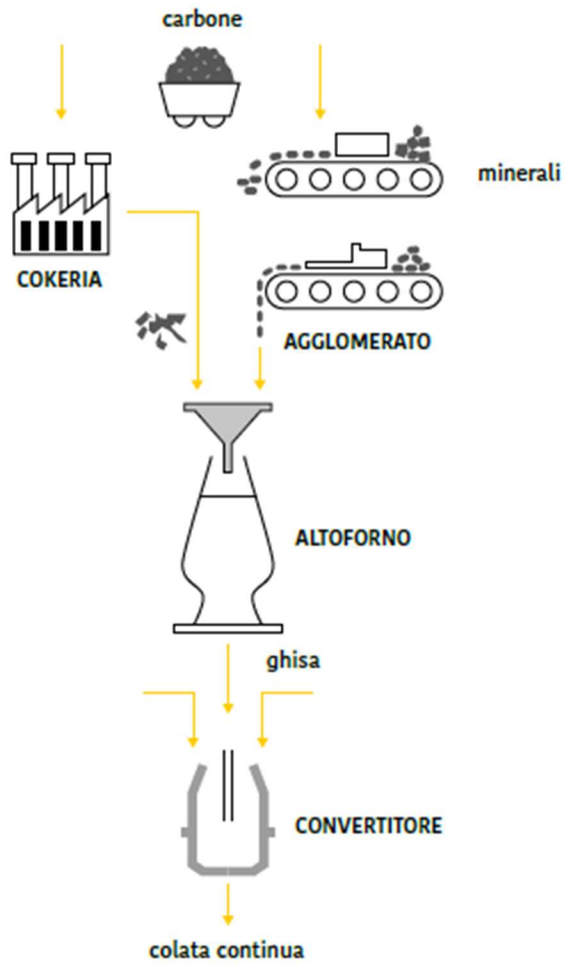 carbone
minerali
COKERIA
AGGLOMERATO
ALTOFORNO
ghisa
CONVERTITORE
colata continua